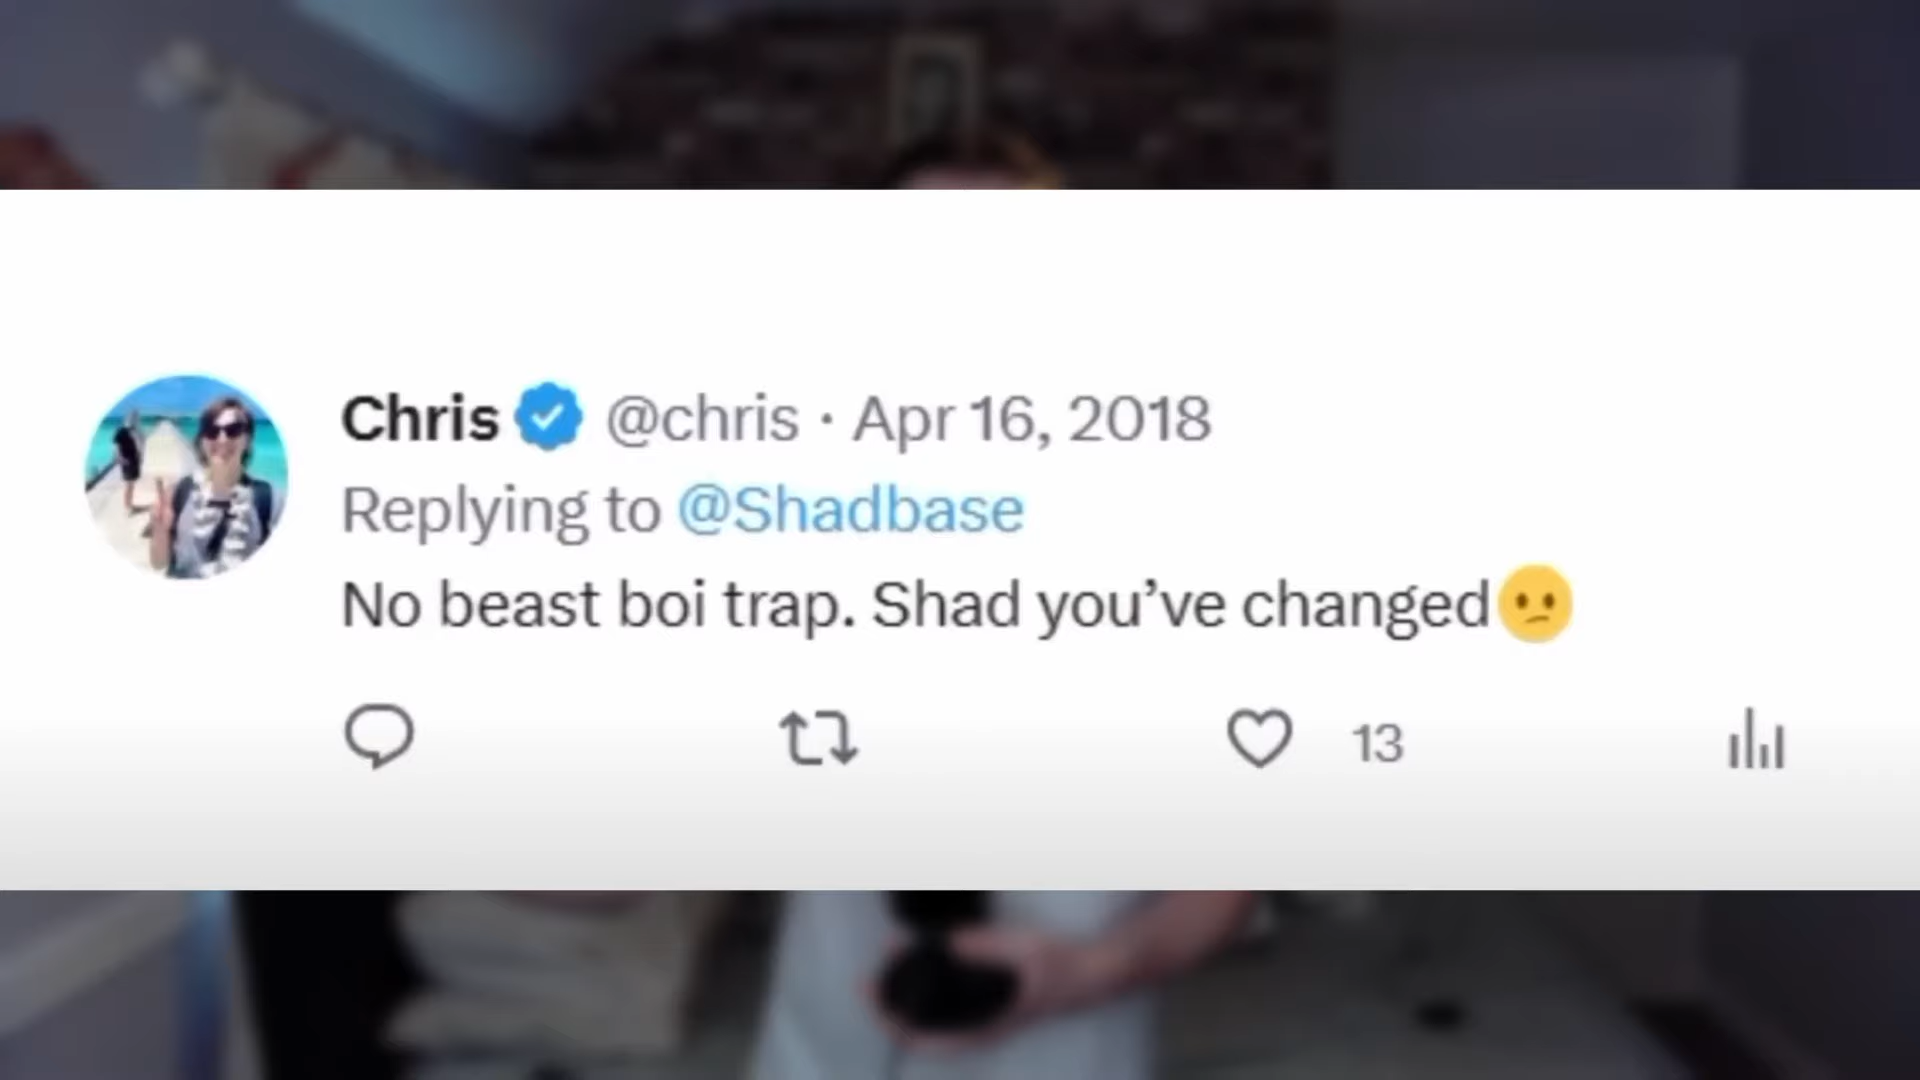 Chris @chris · Apr 16, 2018
Replying to @Shadbase
No beast boi trap. Shad you’ve changed🫤
13